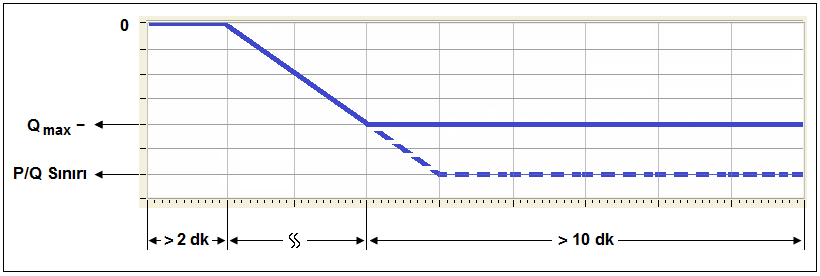 0
Q max –
P/Q Sınırı
> 2 dk
> 10 dk